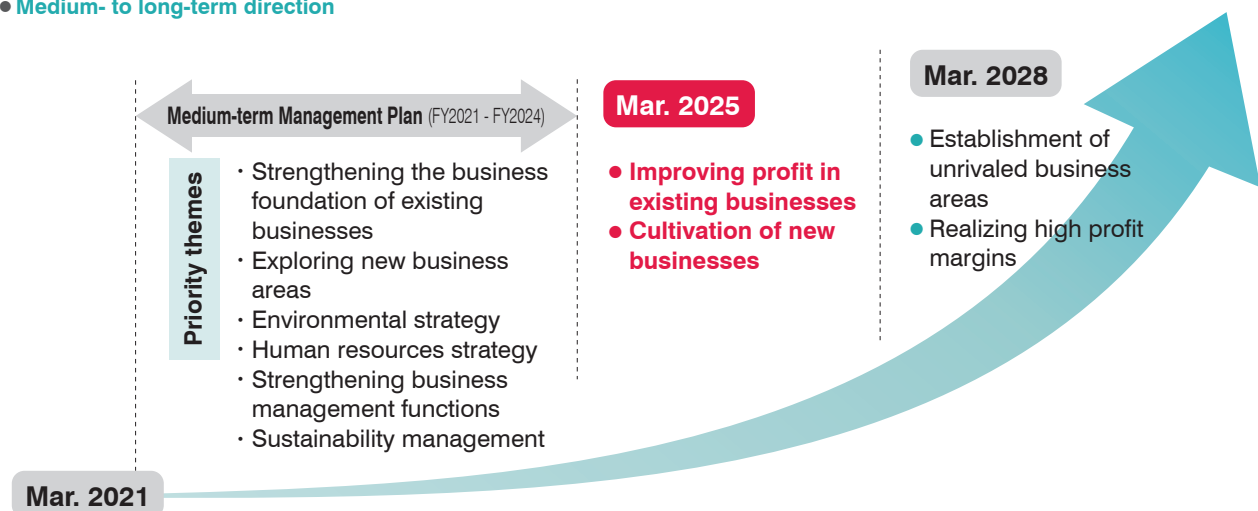 ● Medium- to long-term direction
Medium-term Management Plan (FY2021 - FY2024)
Priority themes
・Strengthening the business
foundation of existing
businesses
・Exploring new business
areas
・Environmental strategy
・Human resources strategy
・Strengthening business
management functions
・Sustainability management
Mar. 2021
Mar. 2025
● Improving profit in
existing businesses
● Cultivation of new
businesses
Mar. 2028
● Establishment of
unrivaled business
areas
● Realizing high profit
margins